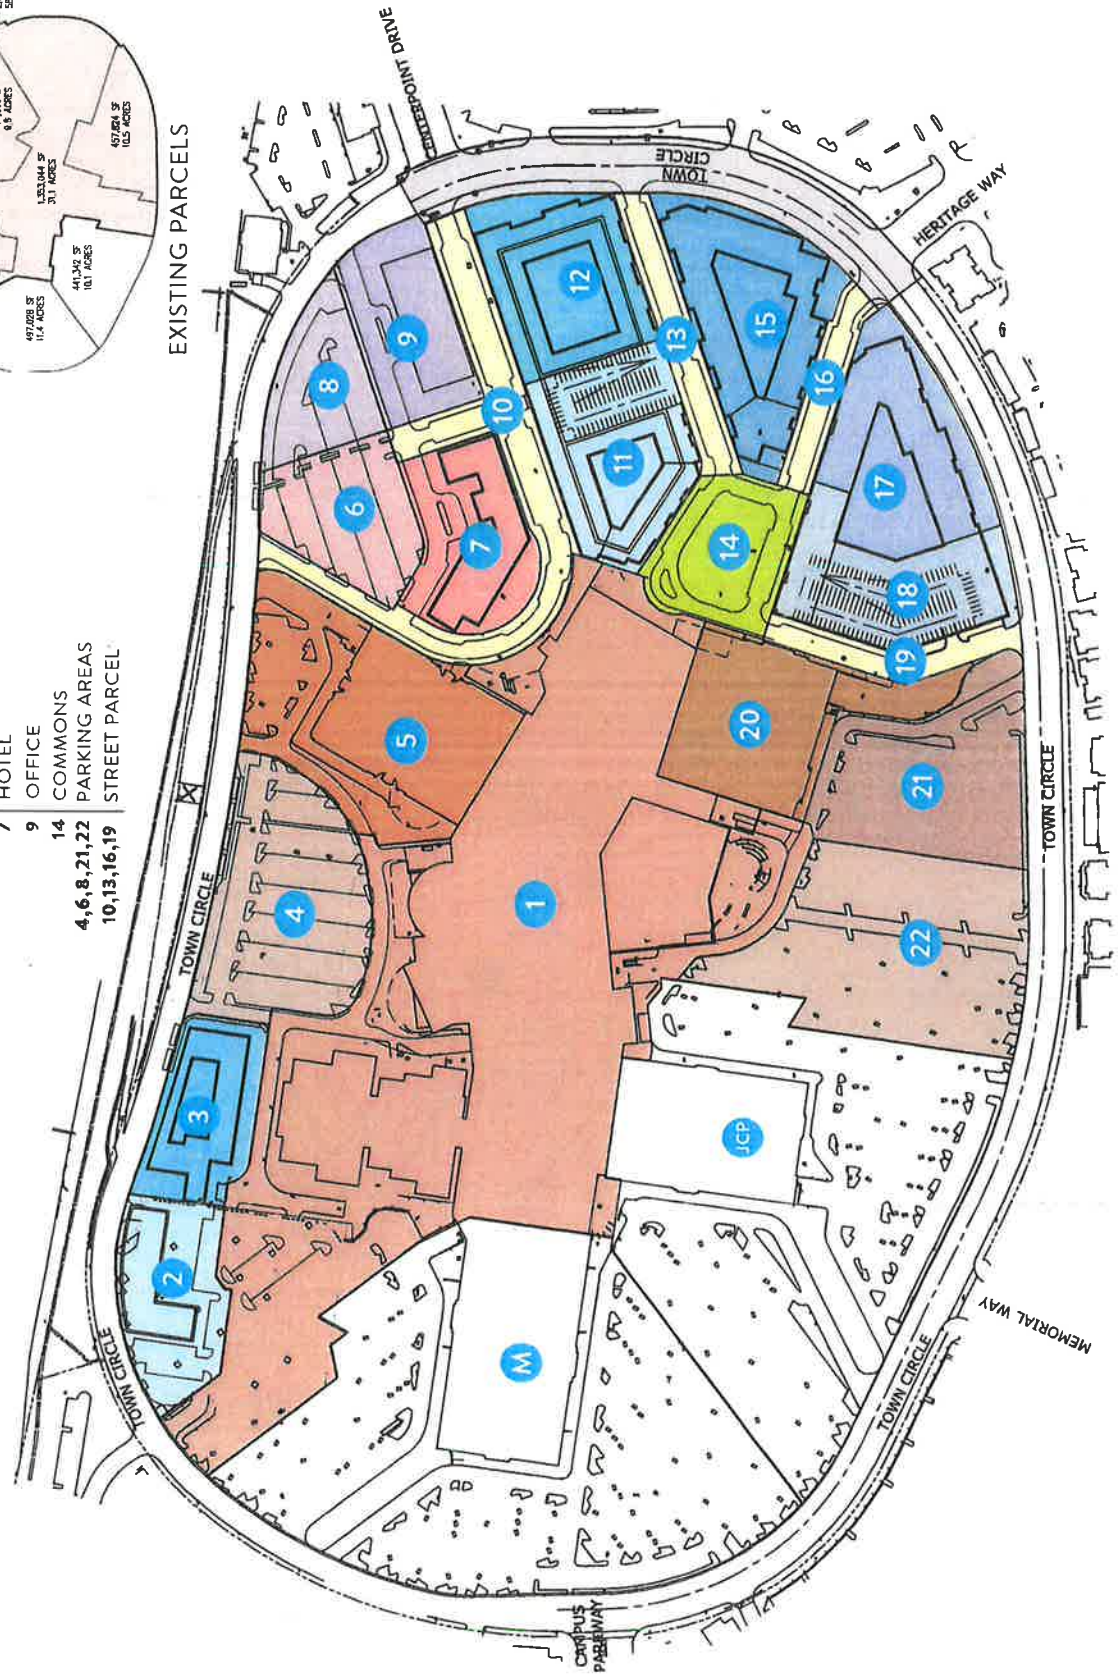 7 HOTEL
9 OFFICE
14 COMMONS
4,6,8,21,22 PARKING AREAS
10,13,16,19 STREET PARCEL
EXISTING PARCELS
9.5 ACRES
1,353,044 SF
31.1 ACRES
457,824 SF
10.5 ACRES
441,342 SF
10.1 ACRES
497,028 SF
11.4 ACRES
CENTERPOINT DRIVE
TOWN
CIRCLE
HERITAGE WAY
TOWN CIRCLE
TOWN CIRCLE
TOWN CIRCLE
TOWN CIRCLE
MEMORIAL WAY
CAMPUS
PARKWAY
1
2
3
4
5
6
7
8
9
10
11
12
13
14
15
16
17
18
19
20
21
22
M
JCP